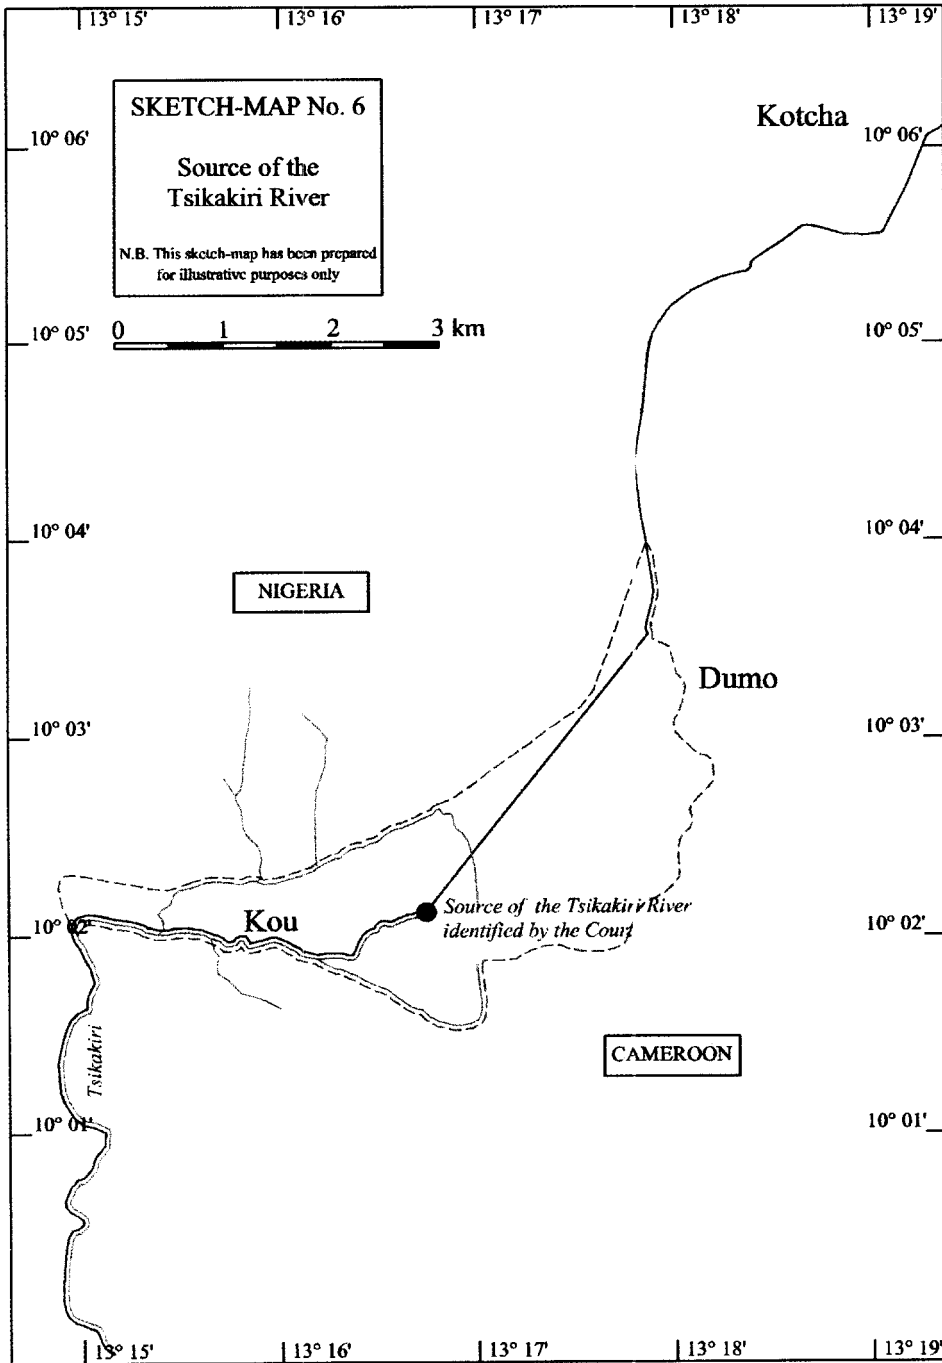 13° 15' 13° 16' 13° 17' 13° 18' 13° 19'
SKETCH-MAP No. 6
Source of the
Tsikakiri River
N.B. This sketch-map has been prepared
for illustrative purposes only
Kotcha
10° 06' 10° 06'
0 1 2 3 km
10° 05' 10° 05'
10° 04' 10° 04'
NIGERIA
Dumo
10° 03' 10° 03'
Kou
Source of the Tsikakiri River
identified by the Court
10° 02' 10° 02'
CAMEROON
Tsikakiri
10° 01' 10° 01'
13° 15' 13° 16' 13° 17' 13° 18' 13° 19'